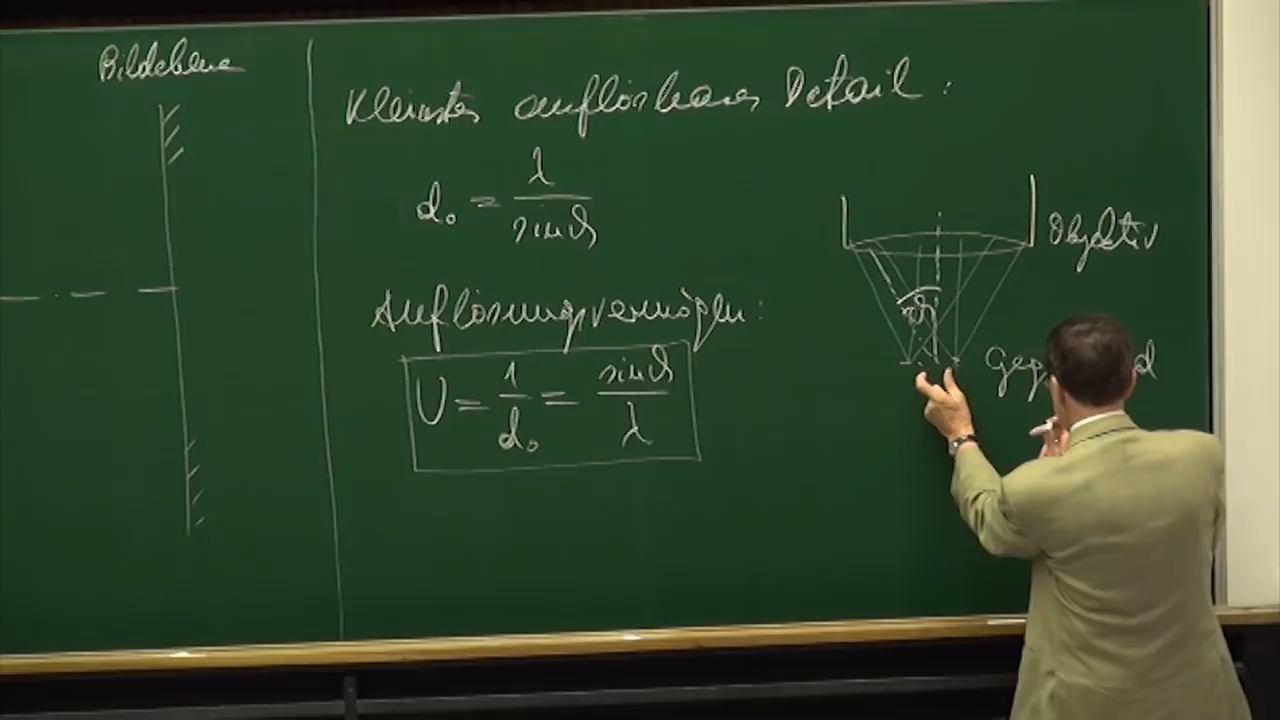 Bildebene
Kleinstes auflösbares Detail:
d₀ = λ / sin ϑ
Auflösungsvermögen:
U = 1 / d₀ = sin ϑ / λ
Objektiv
ϑ